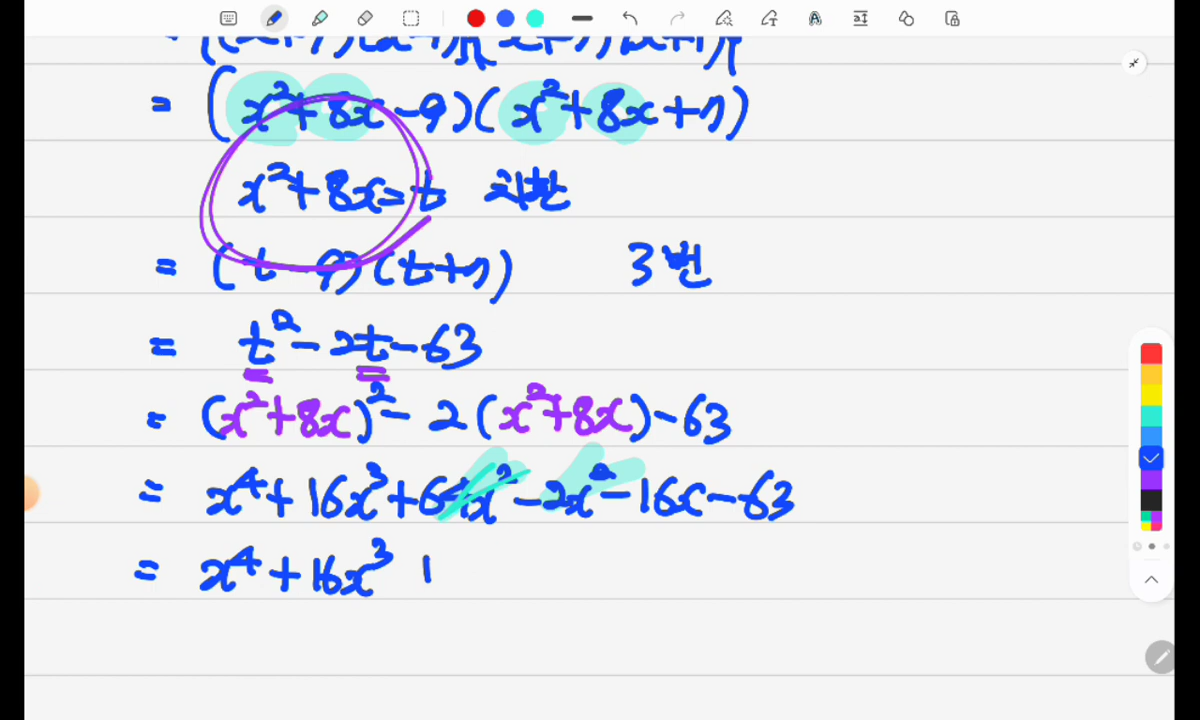 = (x²+8x-9)(x²+8x+7)
x²+8x=t 치환
= (t-9)(t+7) 3번
= t²-2t-63
= (x²+8x)²-2(x²+8x)-63
= x⁴+16x³+64x²-2x²-16x-63
= x⁴+16x³